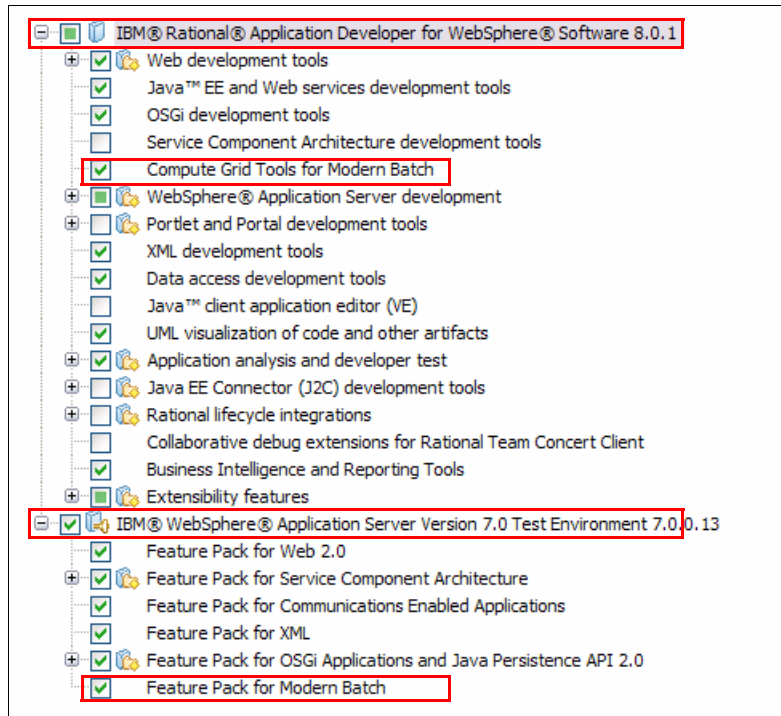 IBM® Rational® Application Developer for WebSphere® Software 8.0.1
Web development tools
Java™ EE and Web services development tools
OSGi development tools
Service Component Architecture development tools
Compute Grid Tools for Modern Batch
WebSphere® Application Server development
Portlet and Portal development tools
XML development tools
Data access development tools
Java™ client application editor (VE)
UML visualization of code and other artifacts
Application analysis and developer test
Java EE Connector (J2C) development tools
Rational lifecycle integrations
Collaborative debug extensions for Rational Team Concert Client
Business Intelligence and Reporting Tools
Extensibility features
IBM® WebSphere® Application Server Version 7.0 Test Environment 7.0.0.13
Feature Pack for Web 2.0
Feature Pack for Service Component Architecture
Feature Pack for Communications Enabled Applications
Feature Pack for XML
Feature Pack for OSGi Applications and Java Persistence API 2.0
Feature Pack for Modern Batch